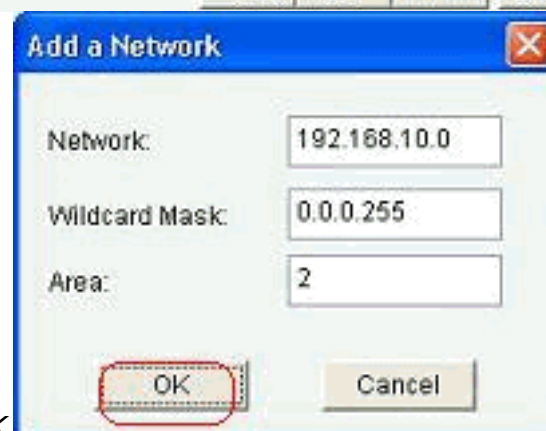 Add a Network
Network: 192.168.10.0
Wildcard Mask: 0.0.0.255
Area: 2
OK Cancel